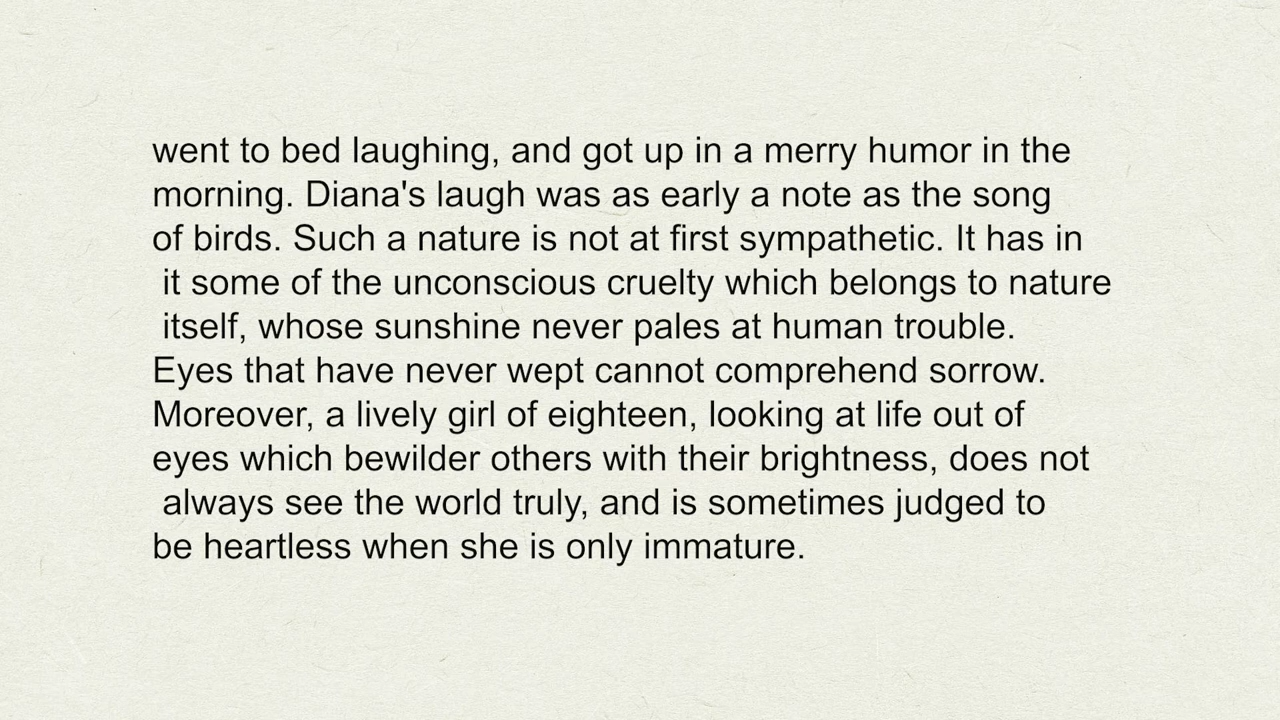 went to bed laughing, and got up in a merry humor in the
morning. Diana's laugh was as early a note as the song
of birds. Such a nature is not at first sympathetic. It has in
it some of the unconscious cruelty which belongs to nature
itself, whose sunshine never pales at human trouble.
Eyes that have never wept cannot comprehend sorrow.
Moreover, a lively girl of eighteen, looking at life out of
eyes which bewilder others with their brightness, does not
always see the world truly, and is sometimes judged to
be heartless when she is only immature.